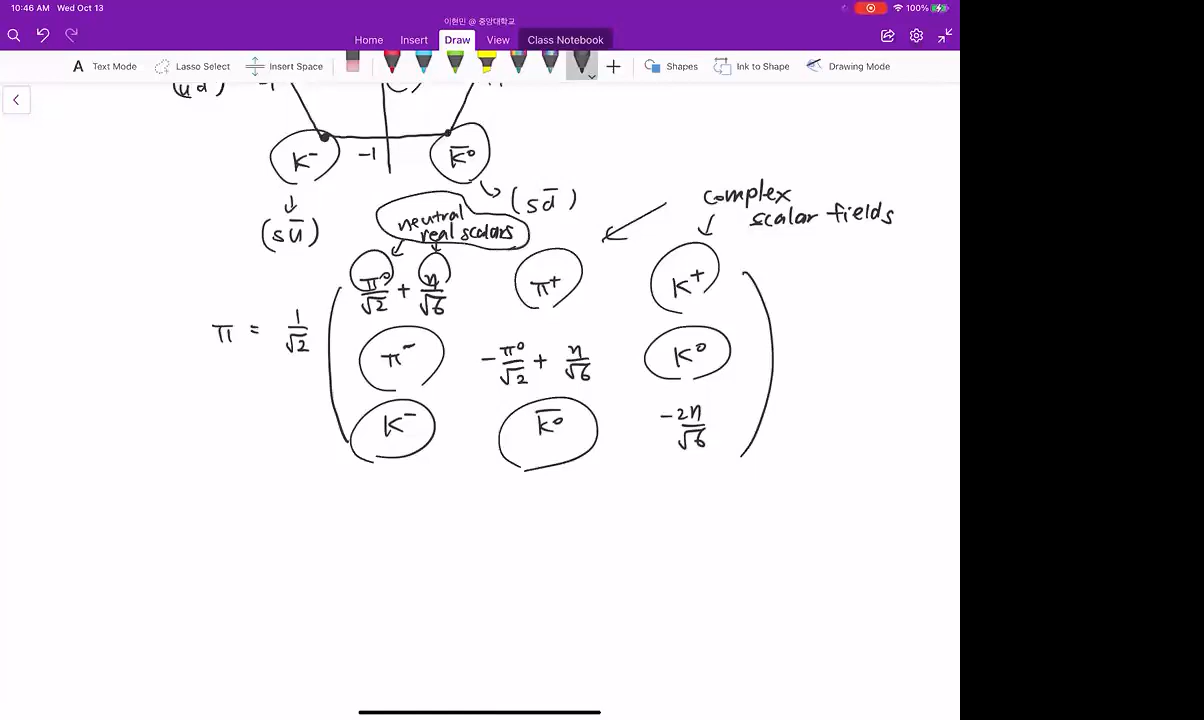 10:46 AM Wed Oct 13
100%
이현민 @ 중앙대학교
Home Insert Draw View Class Notebook
Text Mode Lasso Select Insert Space Shapes Ink to Shape Drawing Mode
(ud̄) -1
K⁻ -1 K̄⁰
(sū) (sd̄)
neutral
real scalars
complex
scalar fields
π = 1/√2
π⁰/√2 + η/√6 π⁺ K⁺
π⁻ -π⁰/√2 + η/√6 K⁰
K⁻ K̄⁰ -2η/√6